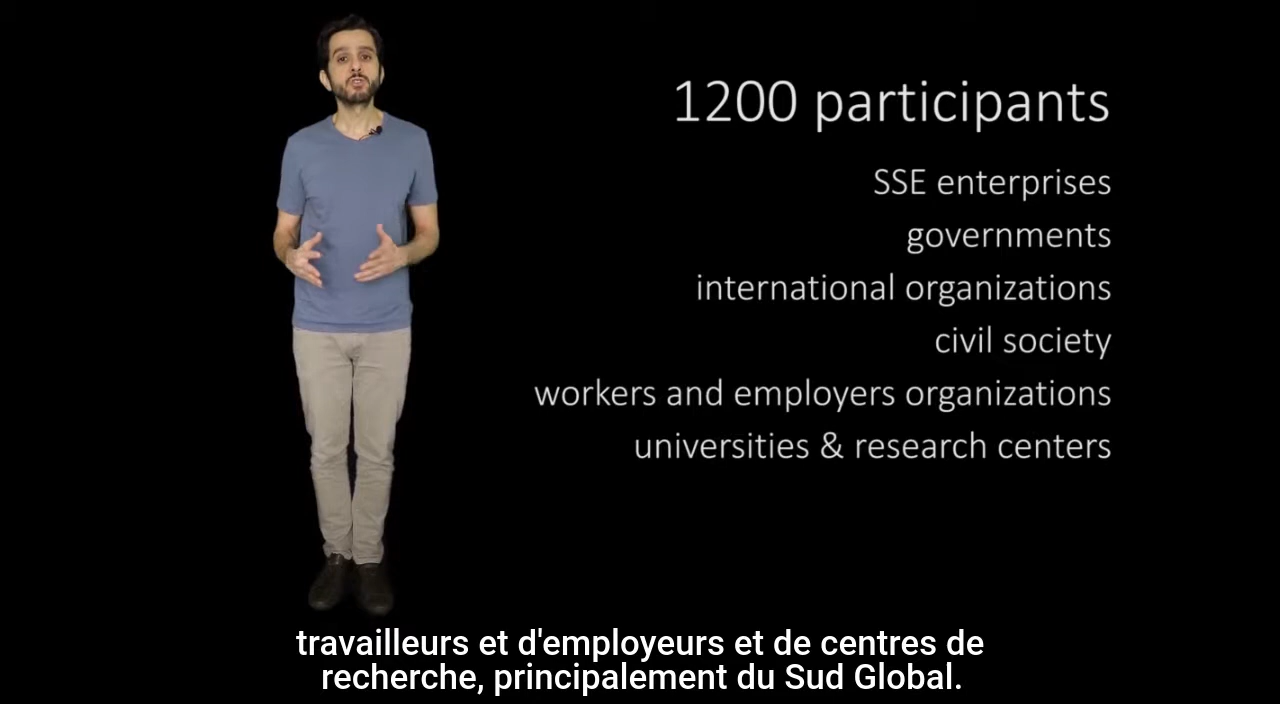 1200 participants
SSE enterprises
governments
international organizations
civil society
workers and employers organizations
universities & research centers
travailleurs et d'employeurs et de centres de
recherche, principalement du Sud Global.